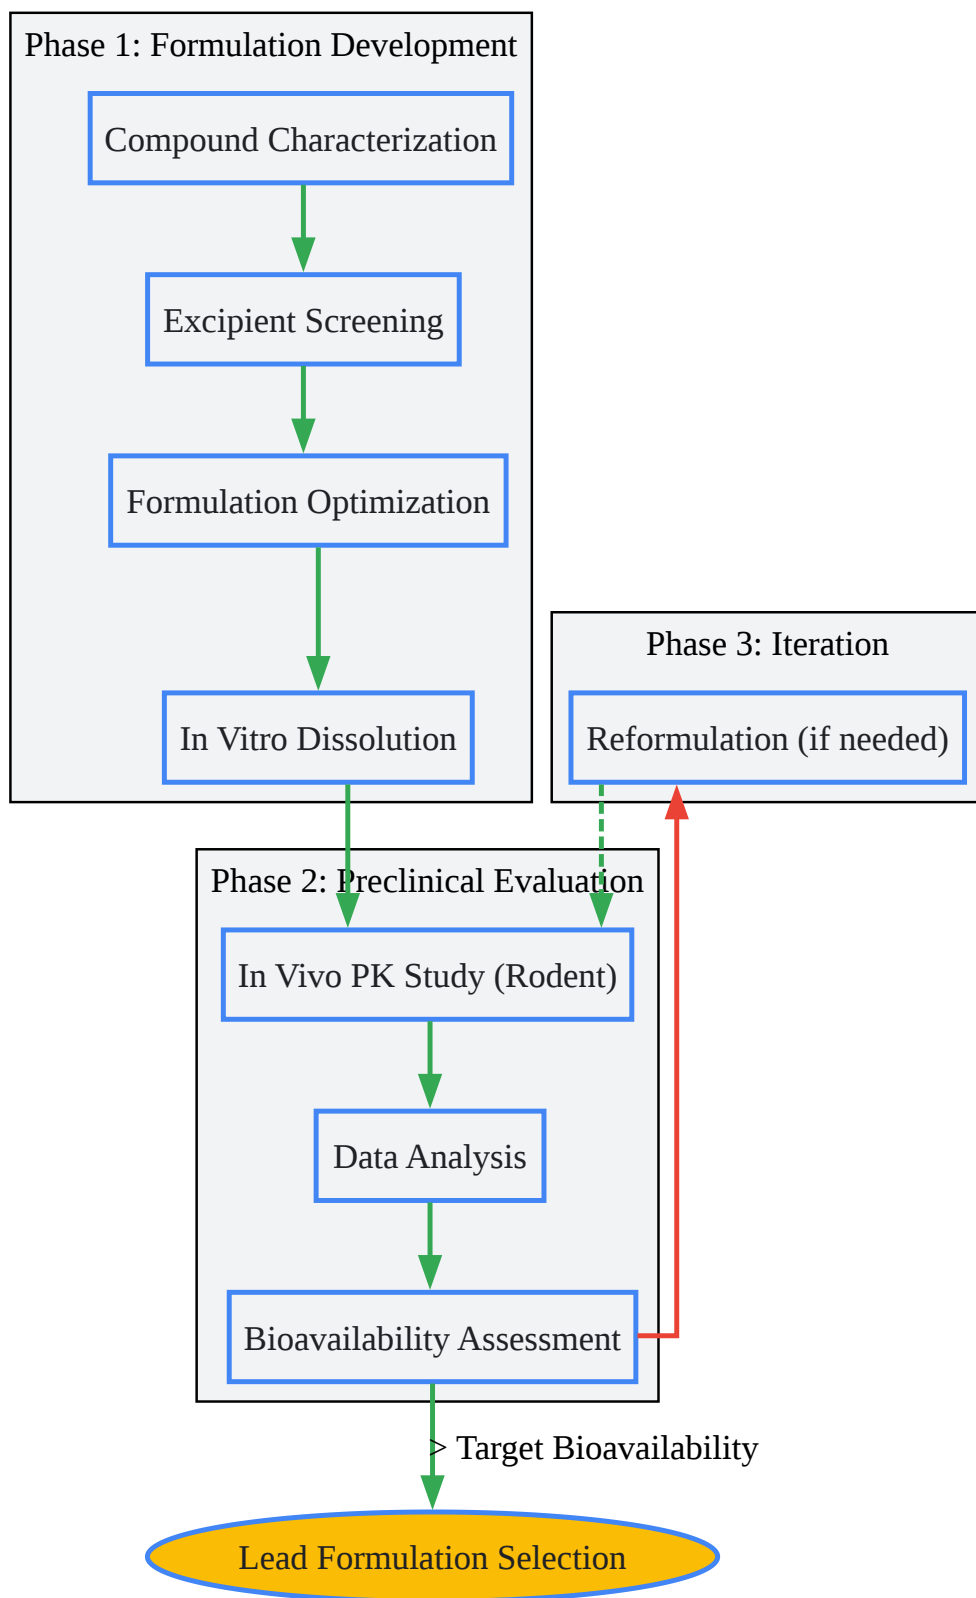 Phase 1: Formulation Development
Compound Characterization
Excipient Screening
Formulation Optimization
In Vitro Dissolution
Phase 3: Iteration
Reformulation (if needed)
Phase 2: Preclinical Evaluation
In Vivo PK Study (Rodent)
Data Analysis
Bioavailability Assessment
> Target Bioavailability
Lead Formulation Selection